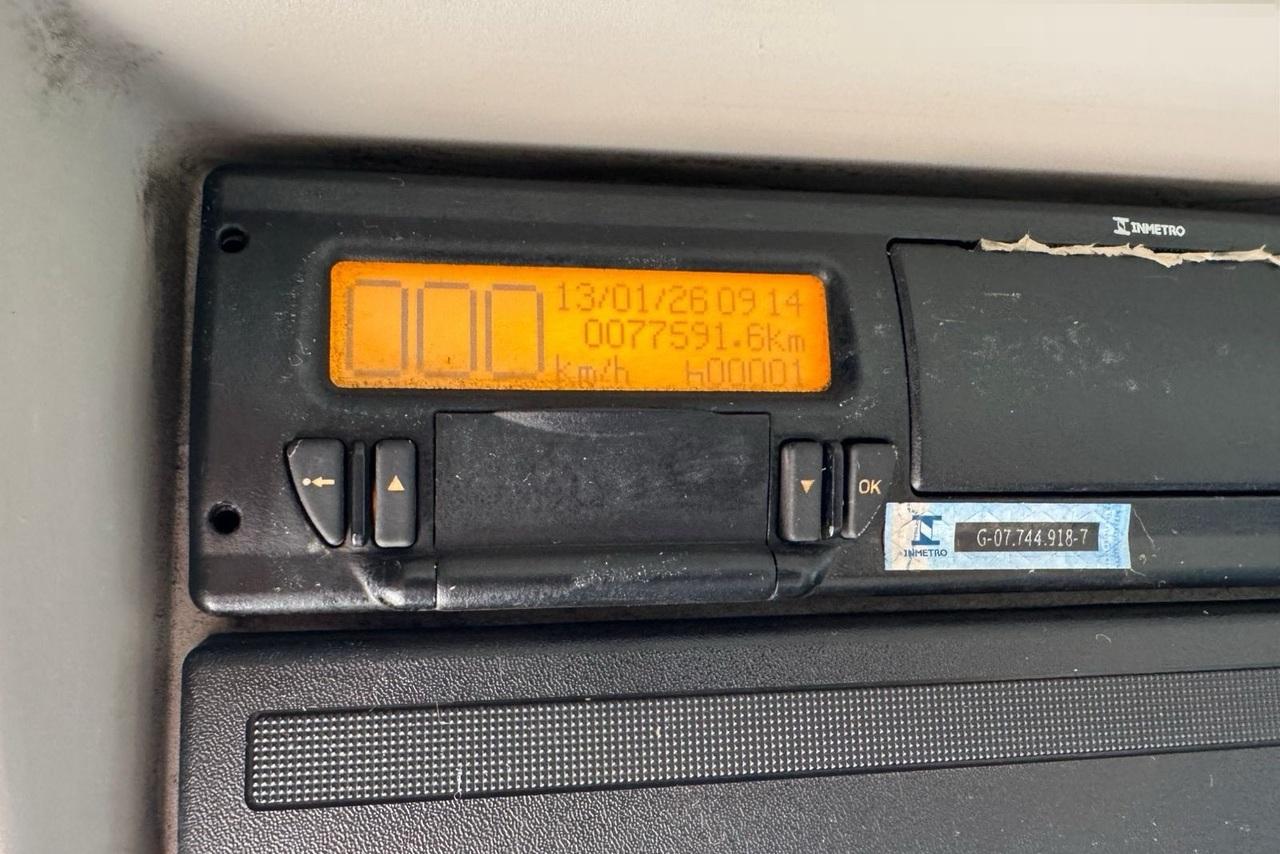 INMETRO
000 13/01/26 09 14
0077591.6km
km/h h00001
OK
INMETRO G-07.744.918-7